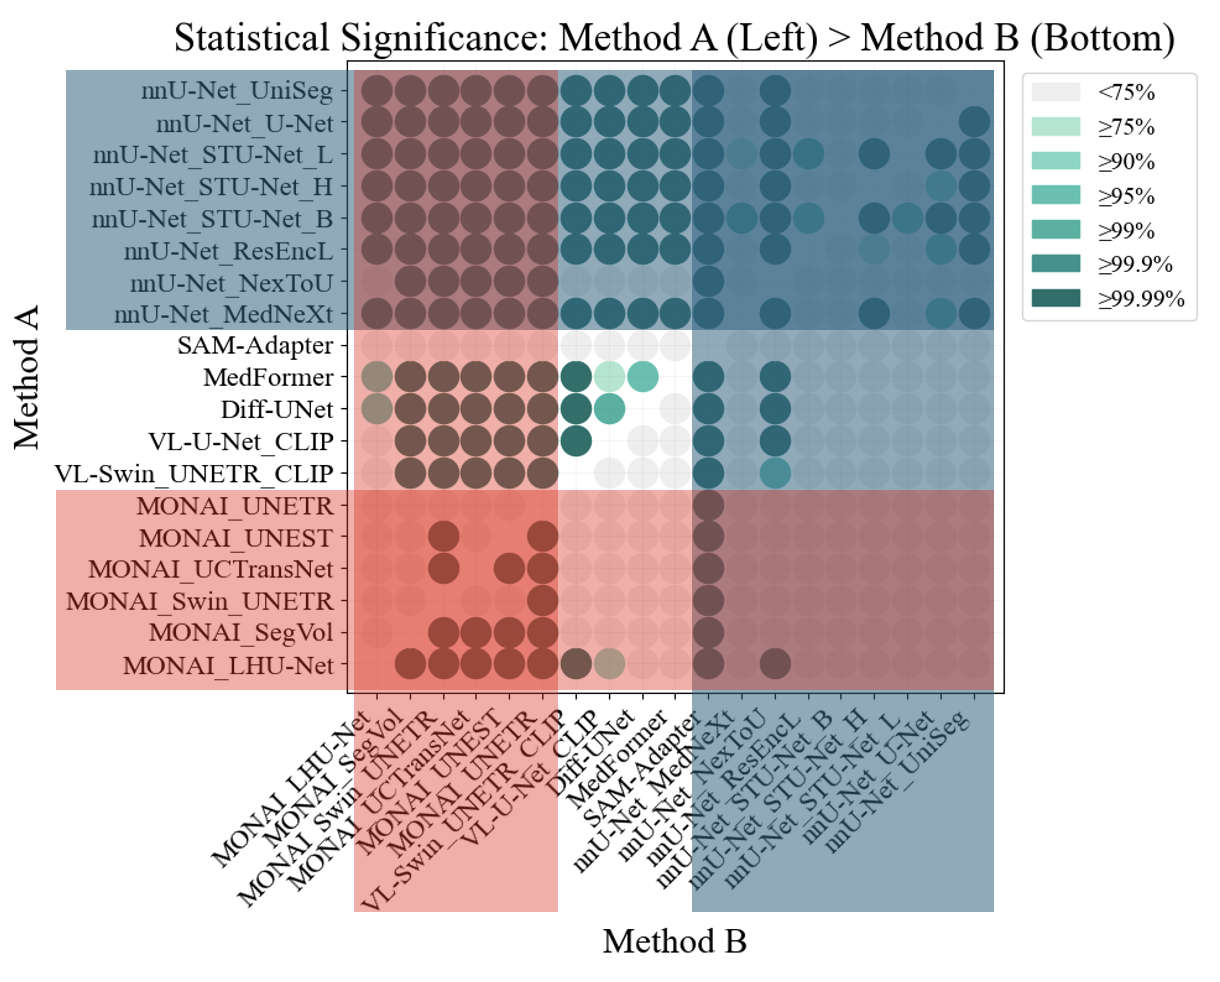 Statistical Significance: Method A (Left) > Method B (Bottom)
nnU-Net_UniSeg
nnU-Net_U-Net
nnU-Net_STU-Net_L
nnU-Net_STU-Net_H
nnU-Net_STU-Net_B
nnU-Net_ResEncL
nnU-Net_NexToU
nnU-Net_MedNeXt
SAM-Adapter
MedFormer
Diff-UNet
VL-U-Net_CLIP
VL-Swin_UNETR_CLIP
MONAI_UNETR
MONAI_UNEST
MONAI_UCTransNet
MONAI_Swin_UNETR
MONAI_SegVol
MONAI_LHU-Net
Method A
<75%
≥75%
≥90%
≥95%
≥99%
≥99.9%
≥99.99%
MONAI_LHU-Net
MONAI_SegVol
MONAI_Swin_UNETR
MONAI_UCTransNet
MONAI_UNEST
MONAI_UNETR
VL-Swin_UNETR_CLIP
VL-U-Net_CLIP
Diff-UNet
MedFormer
SAM-Adapter
nnU-Net_MedNeXt
nnU-Net_NexToU
nnU-Net_ResEncL
nnU-Net_STU-Net_B
nnU-Net_STU-Net_H
nnU-Net_STU-Net_L
nnU-Net_U-Net
nnU-Net_UniSeg
Method B